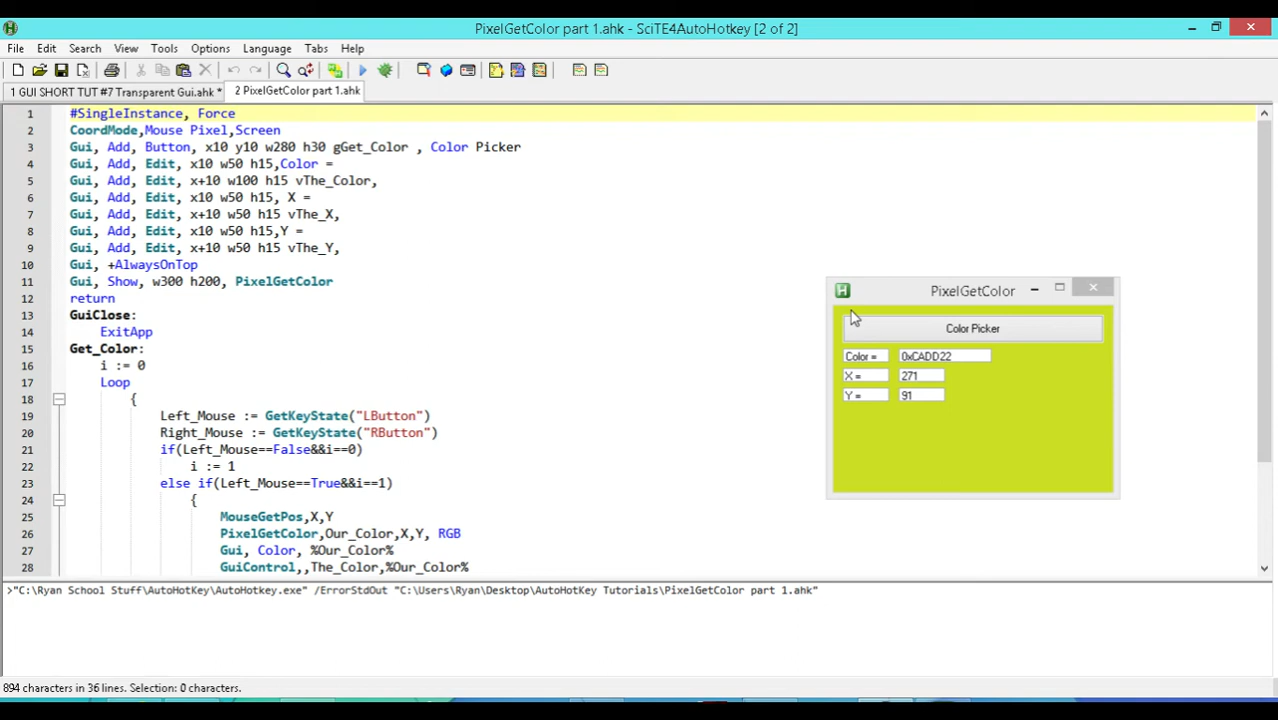 PixelGetColor part 1.ahk - SciTE4AutoHotkey [2 of 2]
File Edit Search View Tools Options Language Tabs Help
1 GUI SHORT TUT #7 Transparent Gui.ahk * 2 PixelGetColor part 1.ahk
1 #SingleInstance, Force
2 CoordMode,Mouse Pixel,Screen
3 Gui, Add, Button, x10 y10 w280 h30 gGet_Color , Color Picker
4 Gui, Add, Edit, x10 w50 h15,Color =
5 Gui, Add, Edit, x+10 w100 h15 vThe_Color,
6 Gui, Add, Edit, x10 w50 h15, X =
7 Gui, Add, Edit, x+10 w50 h15 vThe_X,
8 Gui, Add, Edit, x10 w50 h15,Y =
9 Gui, Add, Edit, x+10 w50 h15 vThe_Y,
10 Gui, +AlwaysOnTop
11 Gui, Show, w300 h200, PixelGetColor
12 return
13 GuiClose:
14 ExitApp
15 Get_Color:
16 i := 0
17 Loop
18 {
19 Left_Mouse := GetKeyState("LButton")
20 Right_Mouse := GetKeyState("RButton")
21 if(Left_Mouse==False&&i==0)
22 i := 1
23 else if(Left_Mouse==True&&i==1)
24 {
25 MouseGetPos,X,Y
26 PixelGetColor,Our_Color,X,Y, RGB
27 Gui, Color, %Our_Color%
28 GuiControl,,The_Color,%Our_Color%
PixelGetColor
Color Picker
Color = 0xCADD22
X = 271
Y = 91
>"C:\Ryan School Stuff\AutoHotKey\AutoHotkey.exe" /ErrorStdOut "C:\Users\Ryan\Desktop\AutoHotKey Tutorials\PixelGetColor part 1.ahk"
894 characters in 36 lines. Selection: 0 characters.